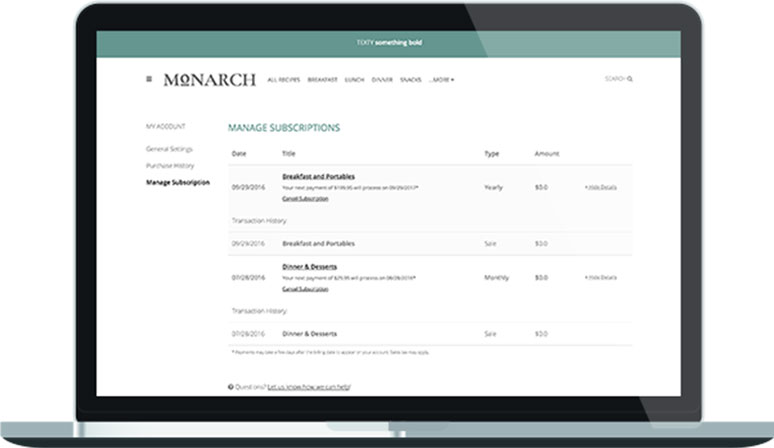 TEXTY something bold
≡ MONARCH ALL RECIPES BREAKFAST LUNCH DINNER SNACKS ...MORE SEARCH
MY ACCOUNT
General Settings
Purchase History
Manage Subscription
MANAGE SUBSCRIPTIONS
Date Title Type Amount
Breakfast and Portables
09/29/2016 Your next payment of $199.95 will process on 09/29/2017* Yearly $0.0 Hide Details
Cancel Subscription
Transaction History
09/29/2016 Breakfast and Portables Sale $0.0
Dinner & Desserts
07/28/2016 Your next payment of $25.95 will process on 08/28/2016* Monthly $0.0 Hide Details
Cancel Subscription
Transaction History
07/28/2016 Dinner & Desserts Sale $0.0
* Payments may take a few days after the billing date to appear on your account. Sales tax may apply.
Questions? Let us know how we can help!